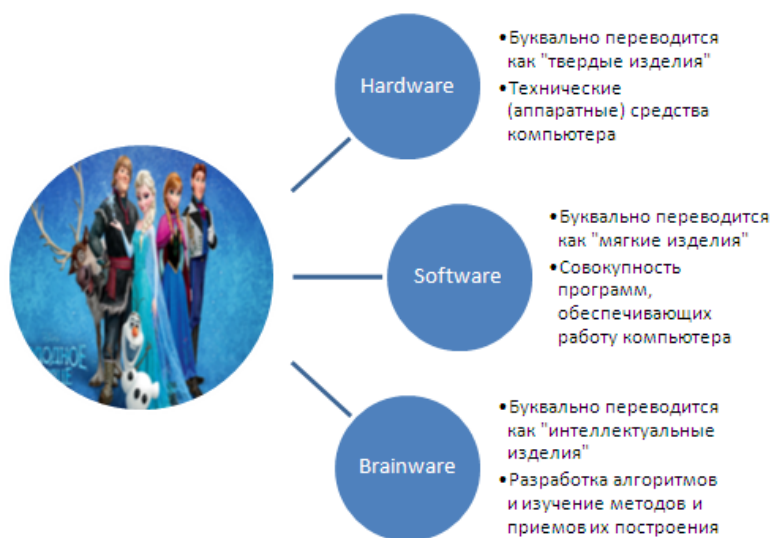 Hardware
•Буквально переводится
как "твердые изделия"
•Технические
(аппаратные) средства
компьютера
Software
•Буквально переводится
как "мягкие изделия"
•Совокупность
программ,
обеспечивающих
работу компьютера
Brainware
•Буквально переводится
как "интеллектуальные
изделия"
•Разработка алгоритмов
и изучение методов и
приемов их построения